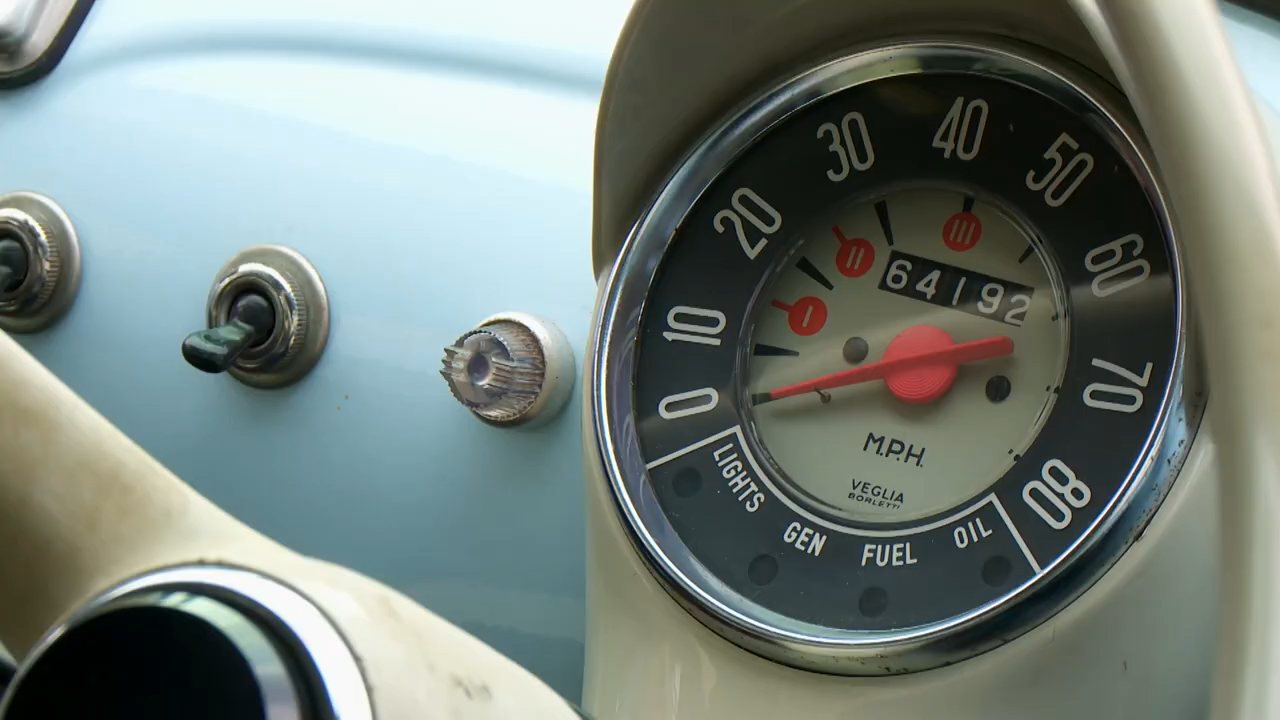 0
10
20
30
40
50
60
70
80
I
II
III
64192
M.P.H.
VEGLIA
BORLETTI
LIGHTS
GEN
FUEL
OIL